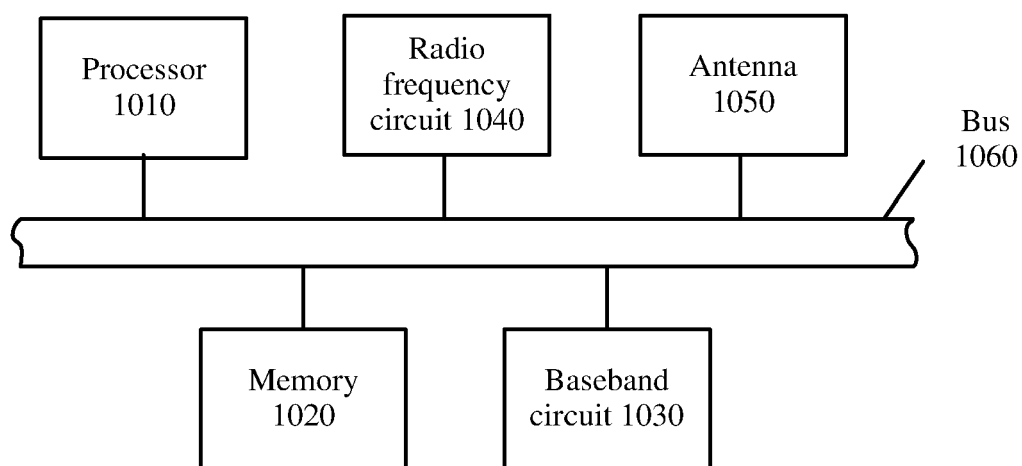 Processor
1010
Radio
frequency
circuit 1040
Antenna
1050
Bus
1060
Memory
1020
Baseband
circuit 1030